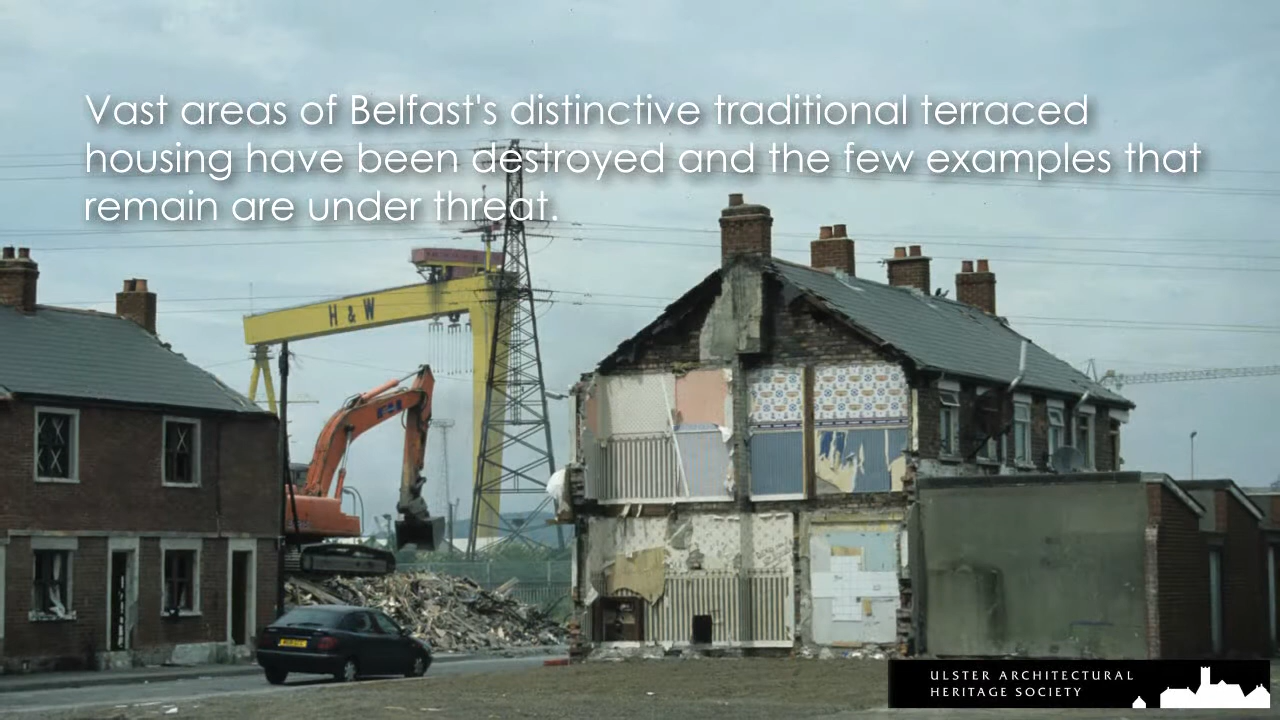 Vast areas of Belfast's distinctive traditional terraced
housing have been destroyed and the few examples that
remain are under threat.
H & W
ULSTER ARCHITECTURAL
HERITAGE SOCIETY